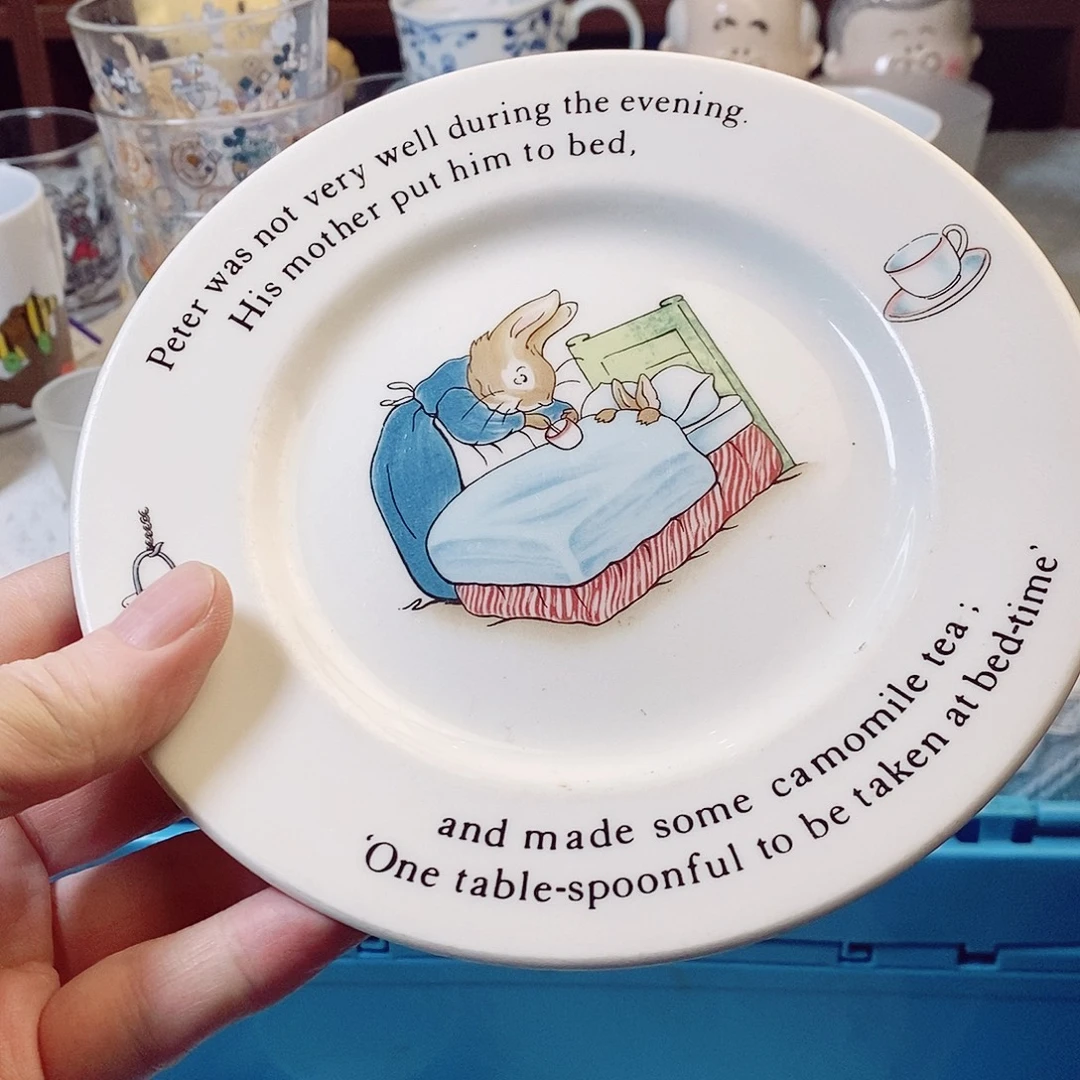 Peter was not very well during the evening.
His mother put him to bed,
and made some camomile tea ;
‘One table-spoonful to be taken at bed-time’